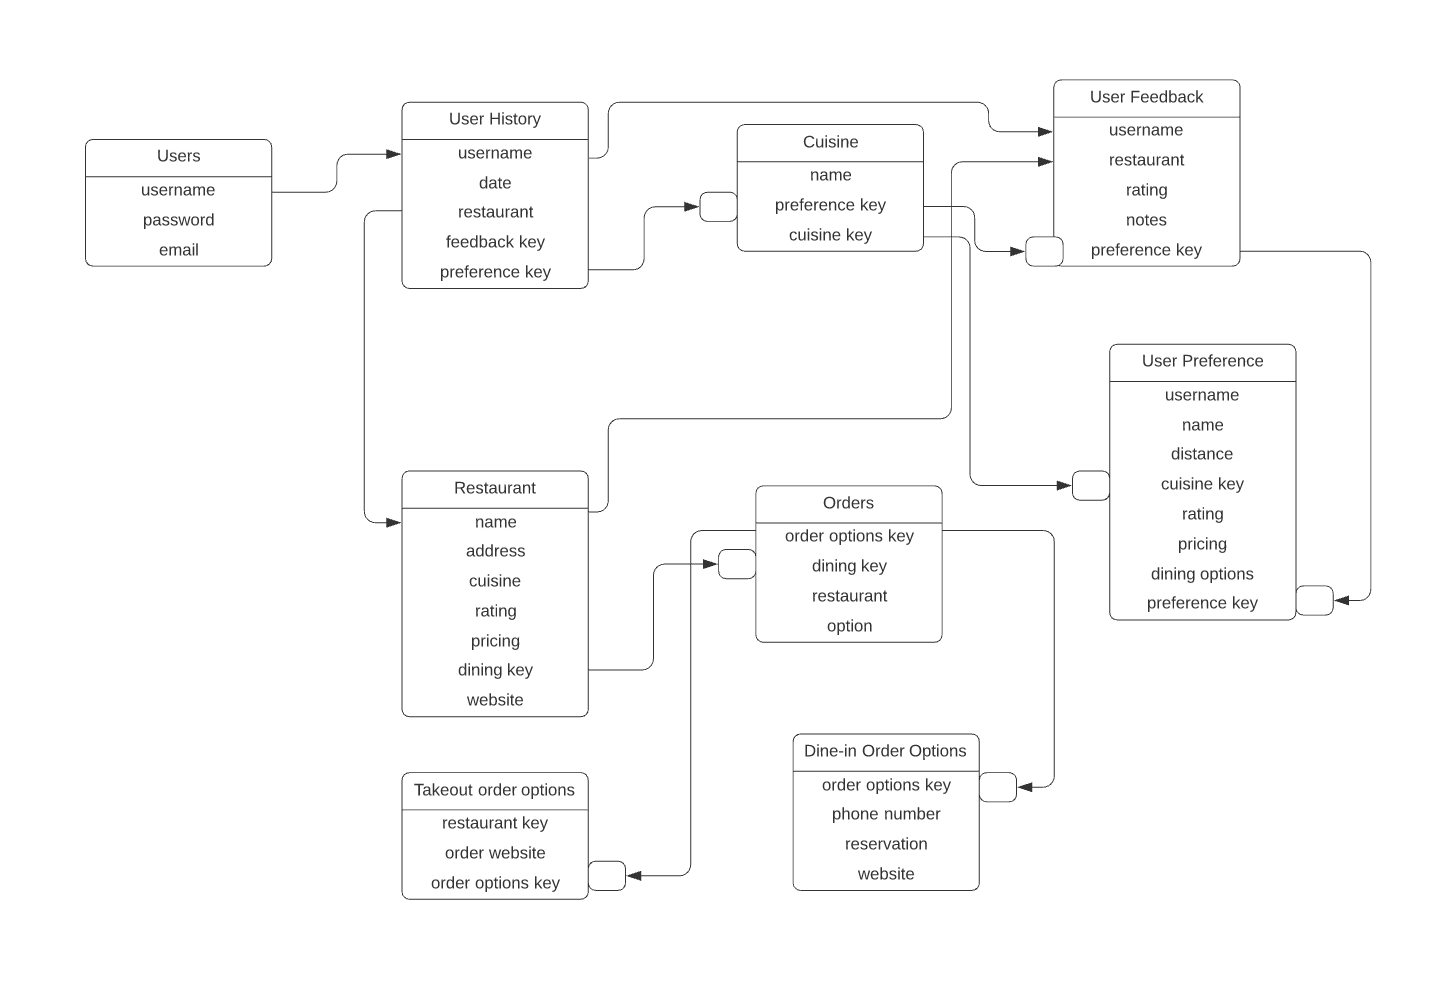 Users
username
password
email
User History
username
date
restaurant
feedback key
preference key
Cuisine
name
preference key
cuisine key
User Feedback
username
restaurant
rating
notes
preference key
User Preference
username
name
distance
cuisine key
rating
pricing
dining options
preference key
Restaurant
name
address
cuisine
rating
pricing
dining key
website
Orders
order options key
dining key
restaurant
option
Takeout order options
restaurant key
order website
order options key
Dine-in Order Options
order options key
phone number
reservation
website